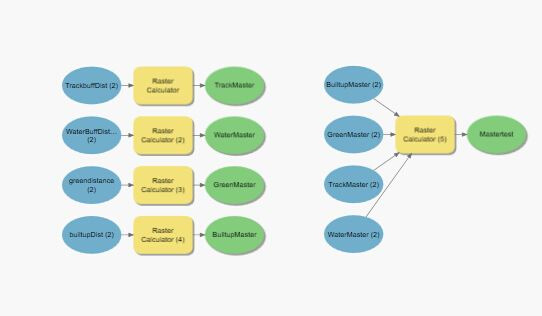 TrackbuffDist (2)
Raster
Calculator
TrackMaster
WaterBuffDist...
(2)
Raster
Calculator (2)
WaterMaster
greendistance
(2)
Raster
Calculator (3)
GreenMaster
builtupDist (2)
Raster
Calculator (4)
BuiltupMaster
BuiltupMaster (2)
GreenMaster (2)
Raster
Calculator (5)
Mastertest
TrackMaster (2)
WaterMaster (2)